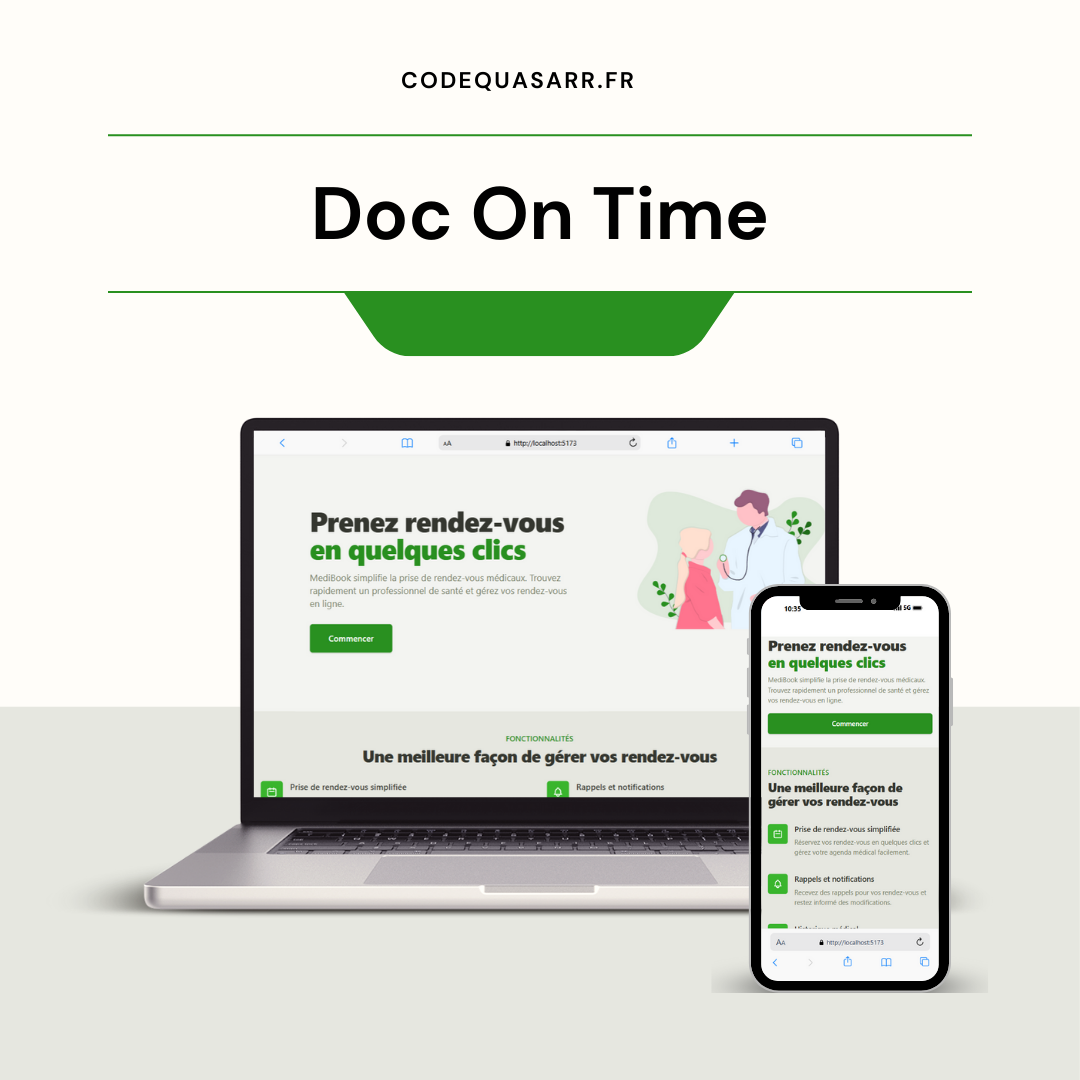 CODEQUASARR.FR
Doc On Time
AA
http://localhost:5173
Prenez rendez-vous
en quelques clics
MediBook simplifie la prise de rendez-vous médicaux. Trouvez
rapidement un professionnel de santé et gérez vos rendez-vous
en ligne.
Commencer
FONCTIONNALITÉS
Une meilleure façon de gérer vos rendez-vous
Prise de rendez-vous simplifiée
Rappels et notifications
10:35
5G
Prenez rendez-vous
en quelques clics
MediBook simplifie la prise de rendez-vous médicaux.
Trouvez rapidement un professionnel de santé et gérez
vos rendez-vous en ligne.
Commencer
FONCTIONNALITÉS
Une meilleure façon de
gérer vos rendez-vous
Prise de rendez-vous simplifiée
Réservez vos rendez-vous en quelques clics et
gérez votre agenda médical facilement.
Rappels et notifications
Recevez des rappels pour vos rendez-vous et
restez informé des modifications.
AA
http://localhost:5173